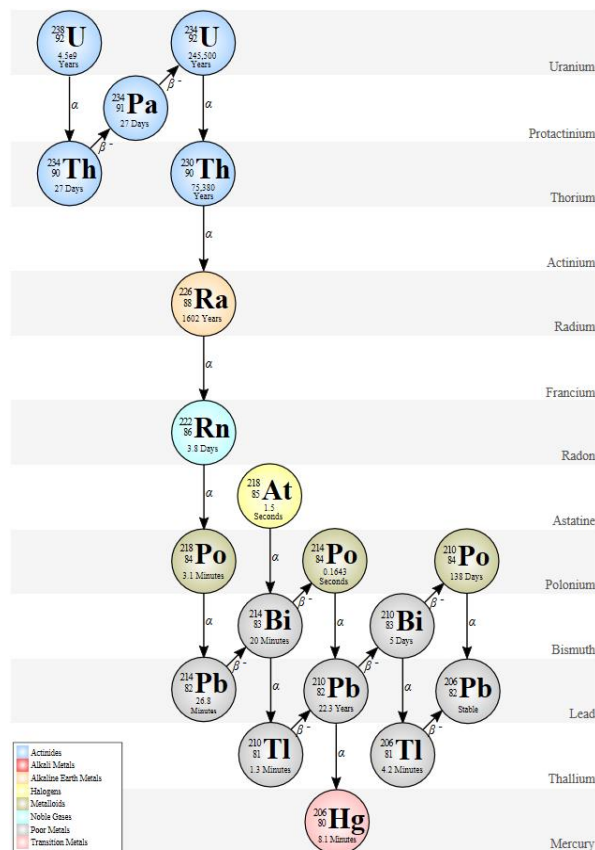 238
92 U
4.5e9
Years
234
92 U
245,500
Years
Uranium
α
β -
α
234
91 Pa
27 Days
Protactinium
β -
234
90 Th
27 Days
230
90 Th
75,380
Years
Thorium
α
Actinium
226
88 Ra
1602 Years
Radium
α
Francium
222
86 Rn
3.8 Days
Radon
α
218
85 At
1.5
Seconds
Astatine
218
84 Po
3.1 Minutes
α
214
84 Po
0.1643
Seconds
210
84 Po
138 Days
Polonium
β -
β -
α
214
83 Bi
20 Minutes
α
210
83 Bi
5 Days
α
Bismuth
β -
β -
214
82 Pb
26.8
Minutes
α
210
82 Pb
22.3 Years
α
206
82 Pb
Stable
Lead
β -
β -
210
81 Tl
1.3 Minutes
α
206
81 Tl
4.2 Minutes
Thallium
206
80 Hg
8.1 Minutes
Mercury
Actinides
Alkali Metals
Alkaline Earth Metals
Halogens
Metalloids
Noble Gases
Poor Metals
Transition Metals